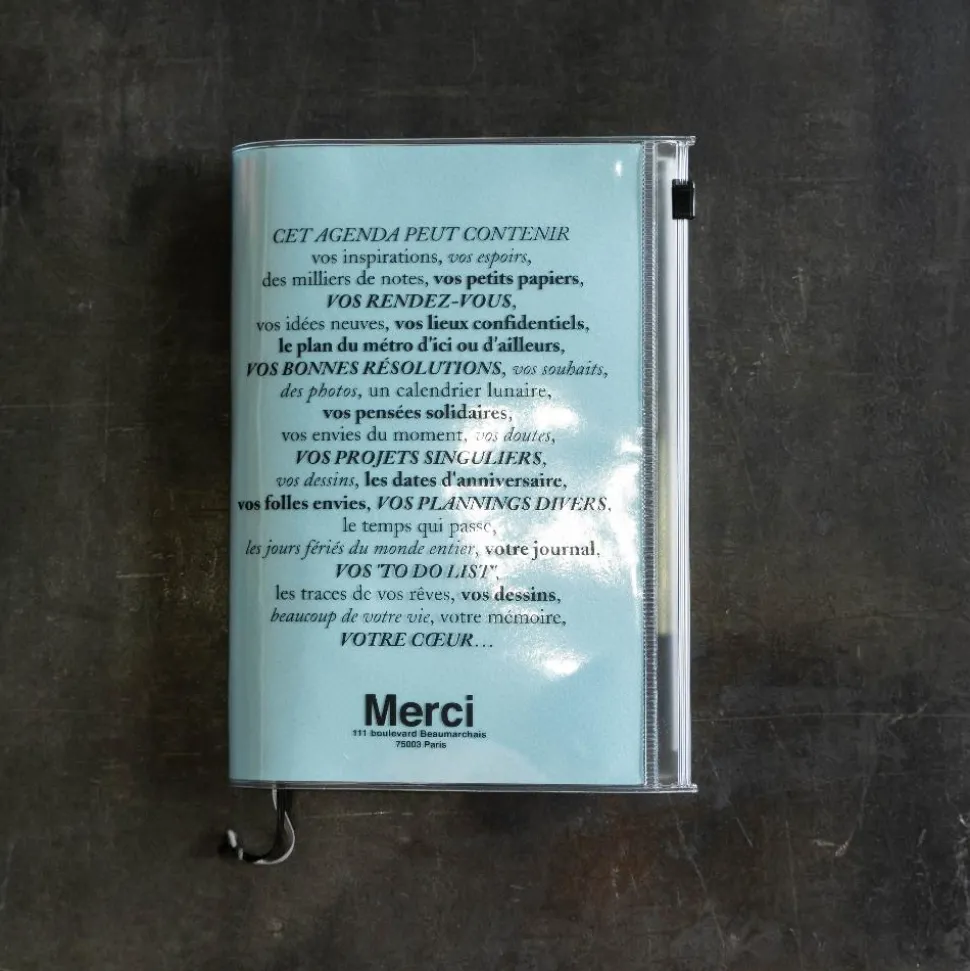 CET AGENDA PEUT CONTENIR
vos inspirations, vos espoirs,
des milliers de notes, vos petits papiers,
VOS RENDEZ-VOUS,
vos idées neuves, vos lieux confidentiels,
le plan du métro d'ici ou d'ailleurs,
VOS BONNES RÉSOLUTIONS, vos souhaits,
des photos, un calendrier lunaire,
vos pensées solidaires,
vos envies du moment, vos doutes,
VOS PROJETS SINGULIERS,
vos dessins, les dates d'anniversaire,
vos folles envies, VOS PLANNINGS DIVERS,
le temps qui passe,
les jours fériés du monde entier, votre journal,
VOS "TO DO LIST",
les traces de vos rêves, vos dessins,
beaucoup de votre vie, votre mémoire,
VOTRE CŒUR...
Merci
111 boulevard Beaumarchais
75003 Paris